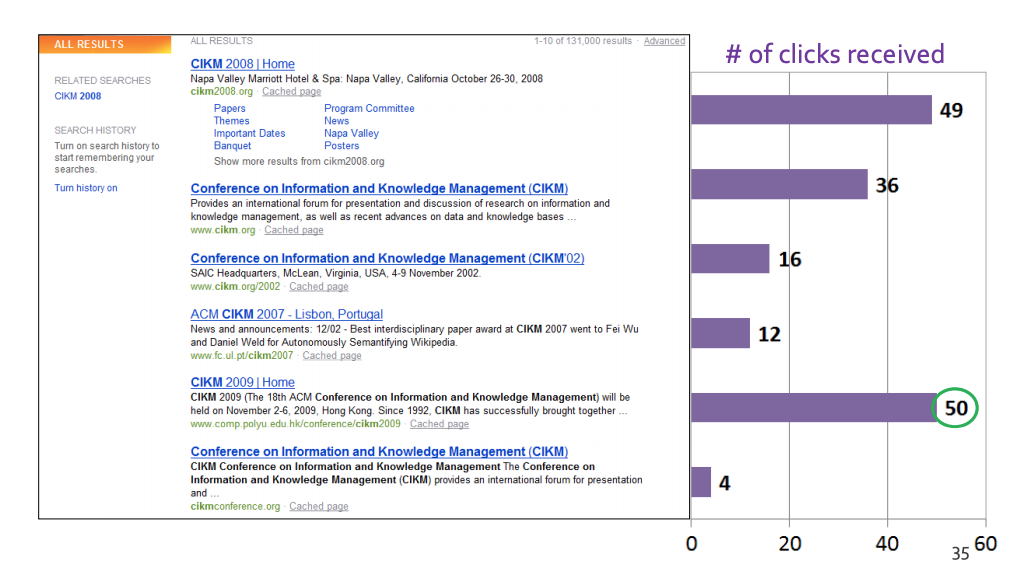 ALL RESULTS
RELATED SEARCHES
CIKM 2008
SEARCH HISTORY
Turn on search history to
start remembering your
searches.
Turn history on
ALL RESULTS
1-10 of 131,000 results · Advanced
CIKM 2008 | Home
Napa Valley Marriott Hotel & Spa: Napa Valley, California October 26-30, 2008
cikm2008.org · Cached page
Papers Program Committee
Themes News
Important Dates Napa Valley
Banquet Posters
Show more results from cikm2008.org
Conference on Information and Knowledge Management (CIKM)
Provides an international forum for presentation and discussion of research on information and
knowledge management, as well as recent advances on data and knowledge bases ...
www.cikm.org · Cached page
Conference on Information and Knowledge Management (CIKM'02)
SAIC Headquarters, McLean, Virginia, USA, 4-9 November 2002.
www.cikm.org/2002 · Cached page
ACM CIKM 2007 - Lisbon, Portugal
News and announcements: 12/02 - Best interdisciplinary paper award at CIKM 2007 went to Fei Wu
and Daniel Weld for Autonomously Semantifying Wikipedia.
www.fc.ul.pt/cikm2007 · Cached page
CIKM 2009 | Home
CIKM 2009 (The 18th ACM Conference on Information and Knowledge Management) will be
held on November 2-6, 2009, Hong Kong. Since 1992, CIKM has successfully brought together ...
www.comp.polyu.edu.hk/conference/cikm2009 · Cached page
Conference on Information and Knowledge Management (CIKM)
CIKM Conference on Information and Knowledge Management The Conference on
Information and Knowledge Management (CIKM) provides an international forum for presentation
and ...
cikmconference.org · Cached page
# of clicks received
49
36
16
12
50
4
0 20 40 60
35